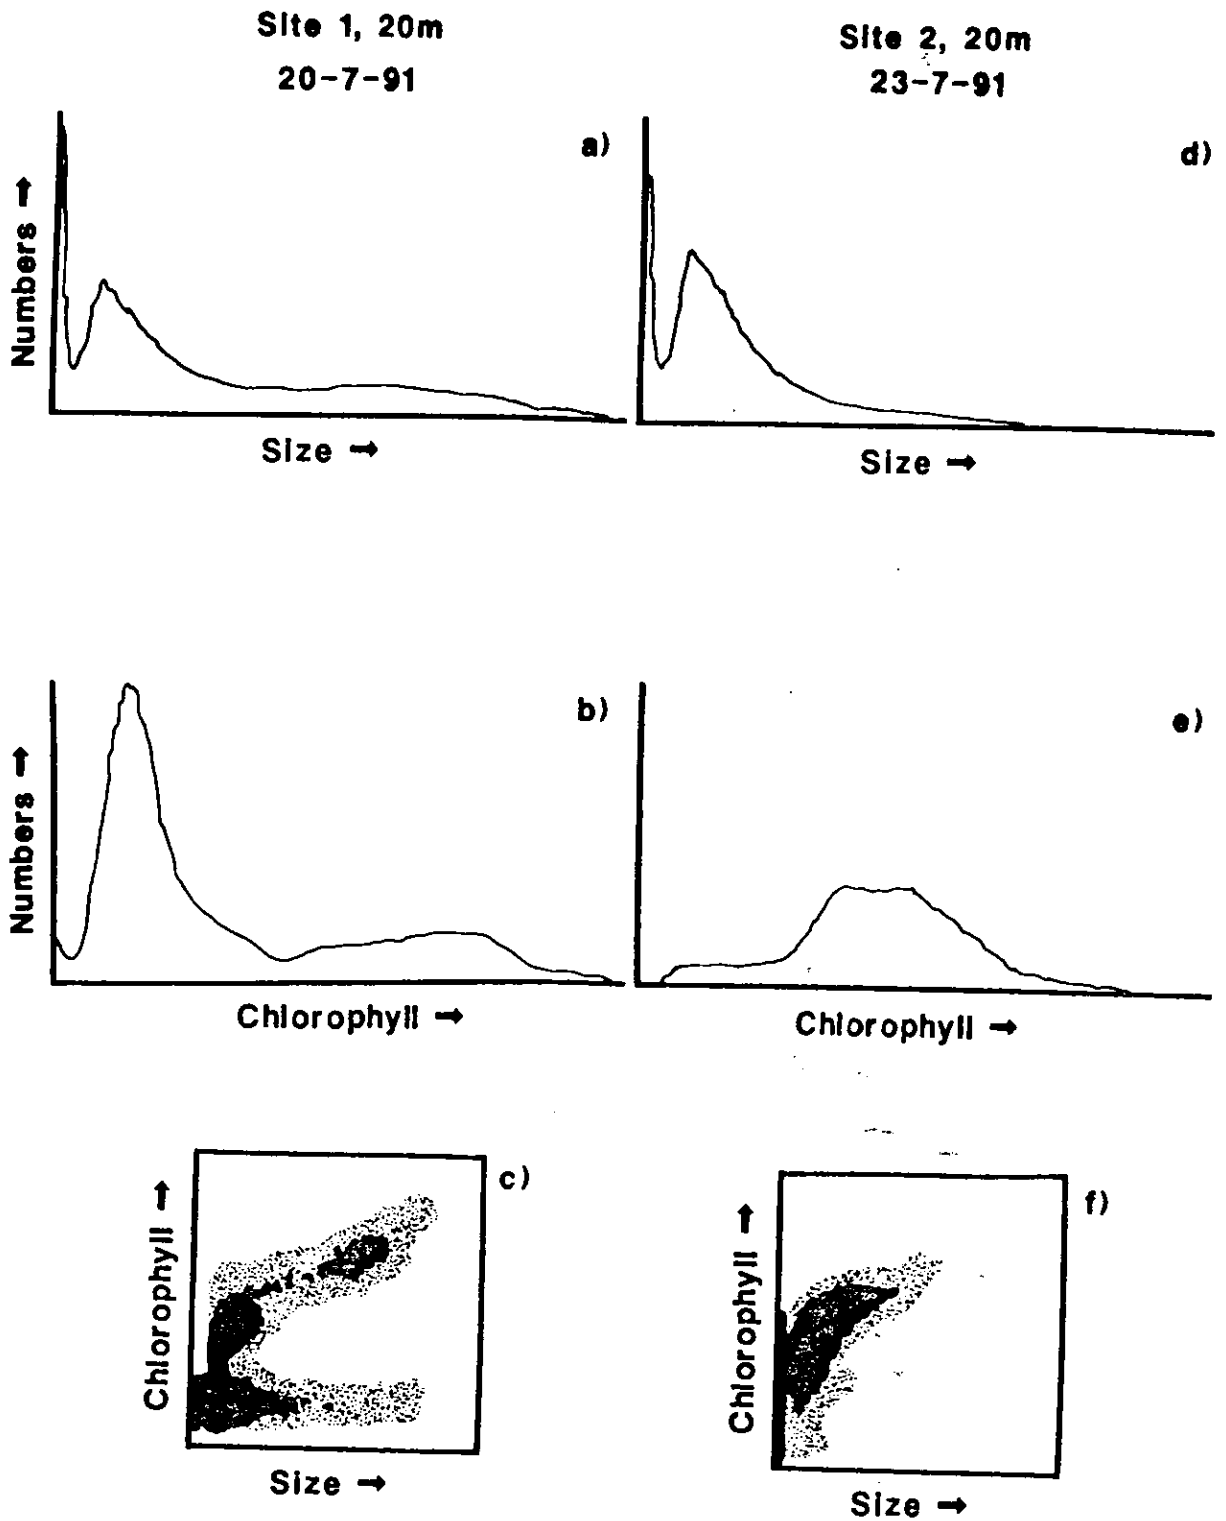 Site 1, 20m
20-7-91
Site 2, 20m
23-7-91
a)
Numbers →
Size →
d)
Size →
b)
Numbers →
Chlorophyll →
e)
Chlorophyll →
c)
Chlorophyll →
Size →
f)
Chlorophyll →
Size →